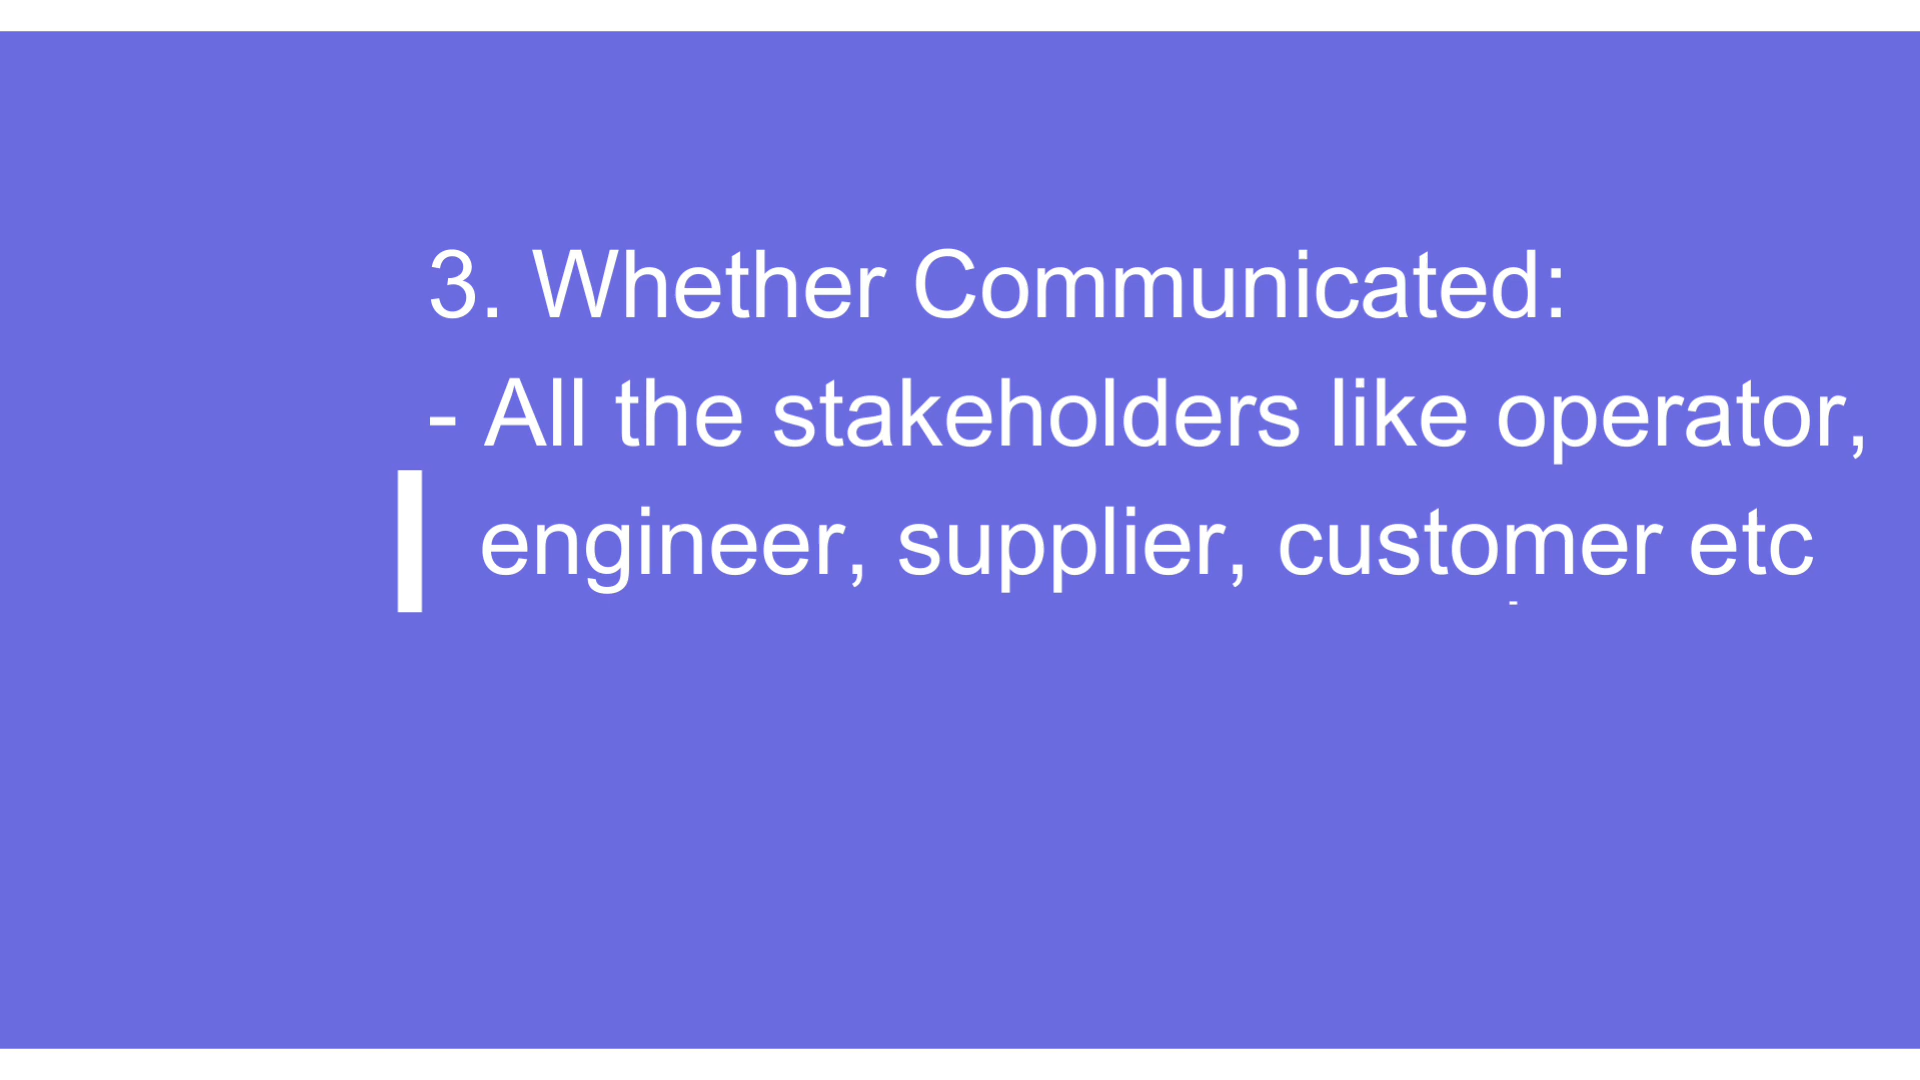 3. Whether Communicated:
- All the stakeholders like operator,
engineer, supplier, customer etc
-